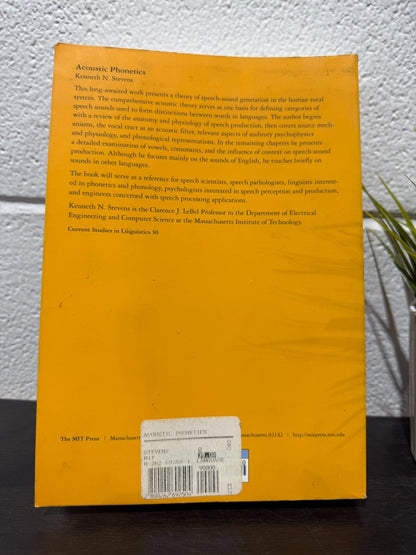 Acoustic Phonetics
Kenneth N. Stevens
This long-awaited work presents a theory of speech-sound generation in the human vocal
system. The comprehensive acoustic theory serves as one basis for defining categories of
speech sounds used to form distinctions between words in languages. The author begins
with a review of the anatomy and physiology of speech production, then covers source mech-
anisms, the vocal tract as an acoustic filter, relevant aspects of auditory psychophysics
and physiology, and phonological representations. In the remaining chapters he presents
a detailed examination of vowels, consonants, and the influence of context on speech-sound
production. Although he focuses mainly on the sounds of English, he touches briefly on
sounds in other languages.
The book will serve as a reference for speech scientists, speech pathologists, linguists interest-
ed in phonetics and phonology, psychologists interested in speech perception and production,
and engineers concerned with speech processing applications.
Kenneth N. Stevens is the Clarence J. LeBel Professor in the Department of Electrical
Engineering and Computer Science at the Massachusetts Institute of Technology.
Current Studies in Linguistics 30
ACOUSTIC PHONETICS
STEVENS
MIT
LANGUAGE
90000
The MIT Press Massachusetts 02142 http://mitpress.mit.edu